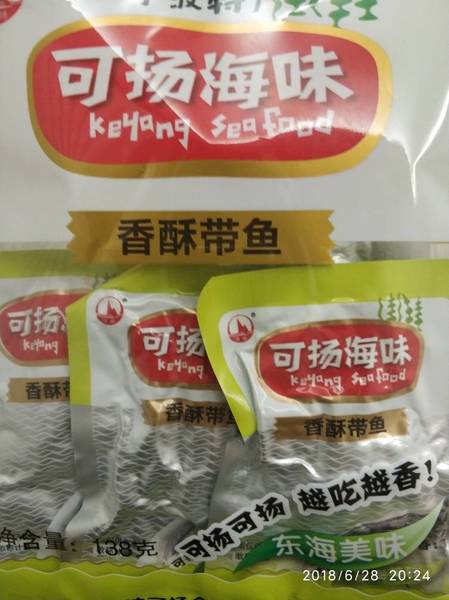 可扬海味
Keyang Seafood
香酥带鱼
可扬
Keyang
香酥带
可扬
Keyang
香酥带鱼
可扬海味
Keyang Seafood
香酥带鱼
可扬可扬 越吃越香!
东海美味
净含量: 138克
2018/6/28 20:24